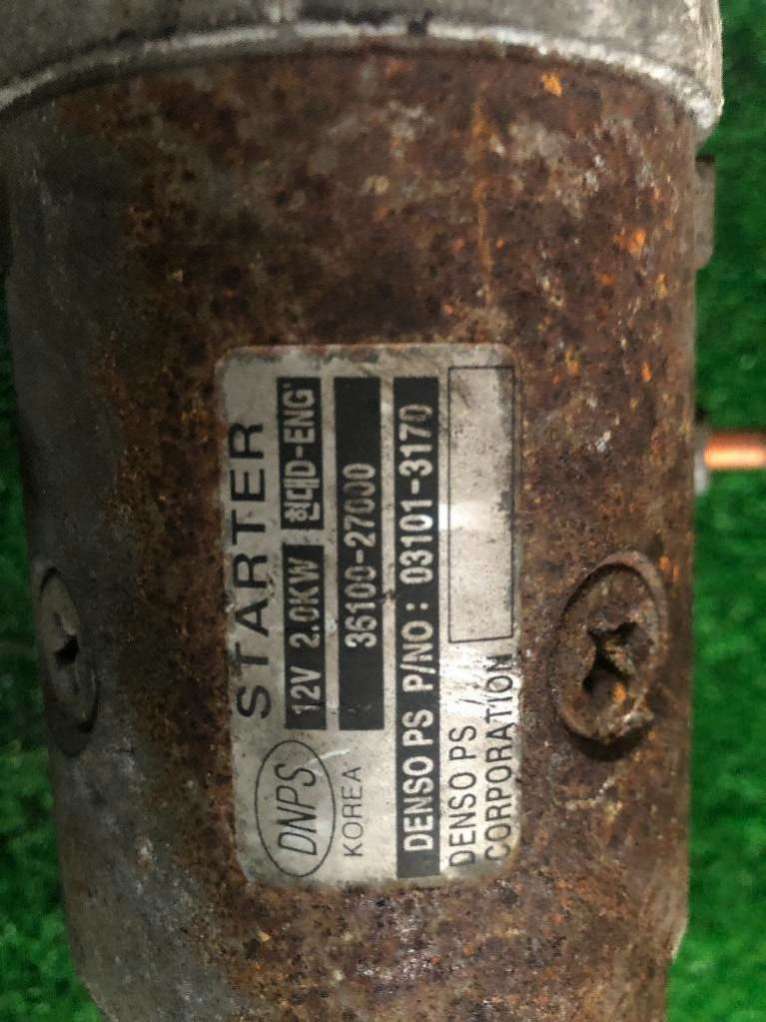 STARTER
12V 2.0KW 현대D-ENG'
36100-27000
DNPS
KOREA
DENSO PS P/NO: 03101-3170
DENSO PS
CORPORATION